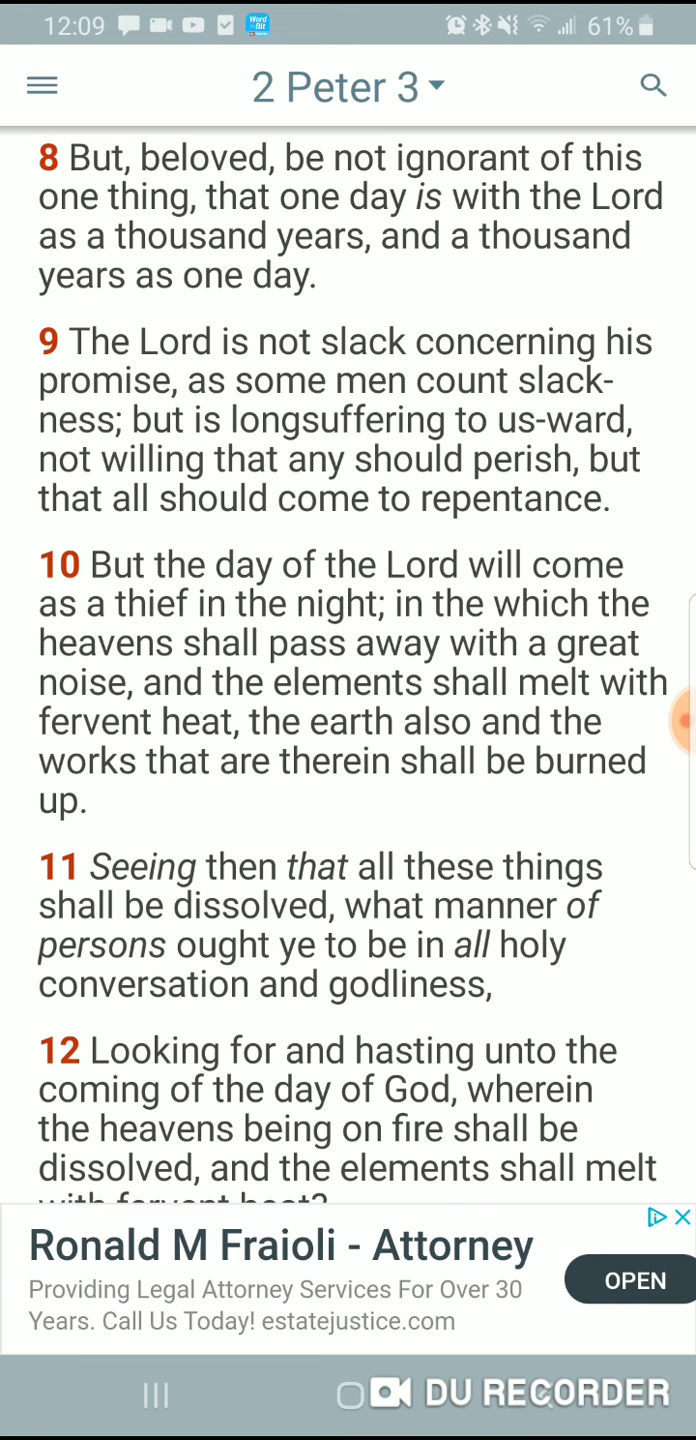 12:09
Word
Bit
61%
2 Peter 3
8 But, beloved, be not ignorant of this
one thing, that one day is with the Lord
as a thousand years, and a thousand
years as one day.
9 The Lord is not slack concerning his
promise, as some men count slack-
ness; but is longsuffering to us-ward,
not willing that any should perish, but
that all should come to repentance.
10 But the day of the Lord will come
as a thief in the night; in the which the
heavens shall pass away with a great
noise, and the elements shall melt with
fervent heat, the earth also and the
works that are therein shall be burned
up.
11 Seeing then that all these things
shall be dissolved, what manner of
persons ought ye to be in all holy
conversation and godliness,
12 Looking for and hasting unto the
coming of the day of God, wherein
the heavens being on fire shall be
dissolved, and the elements shall melt
with fervent heat?
Ronald M Fraioli - Attorney
Providing Legal Attorney Services For Over 30
Years. Call Us Today! estatejustice.com
OPEN
DU RECORDER